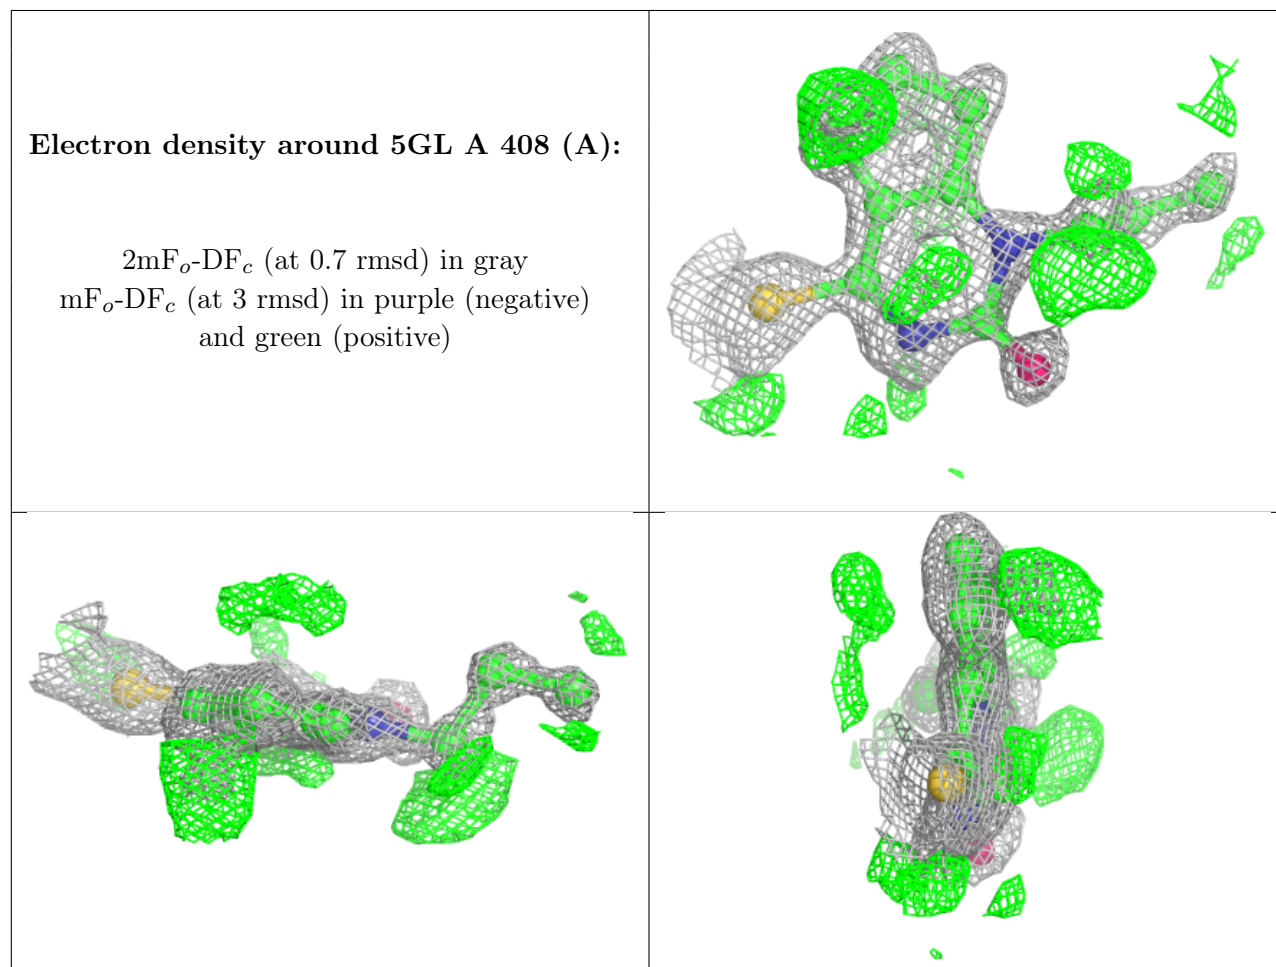 Electron density around 5GL A 408 (A):
2mFₒ-DF𝒸 (at 0.7 rmsd) in gray
mFₒ-DF𝒸 (at 3 rmsd) in purple (negative)
and green (positive)